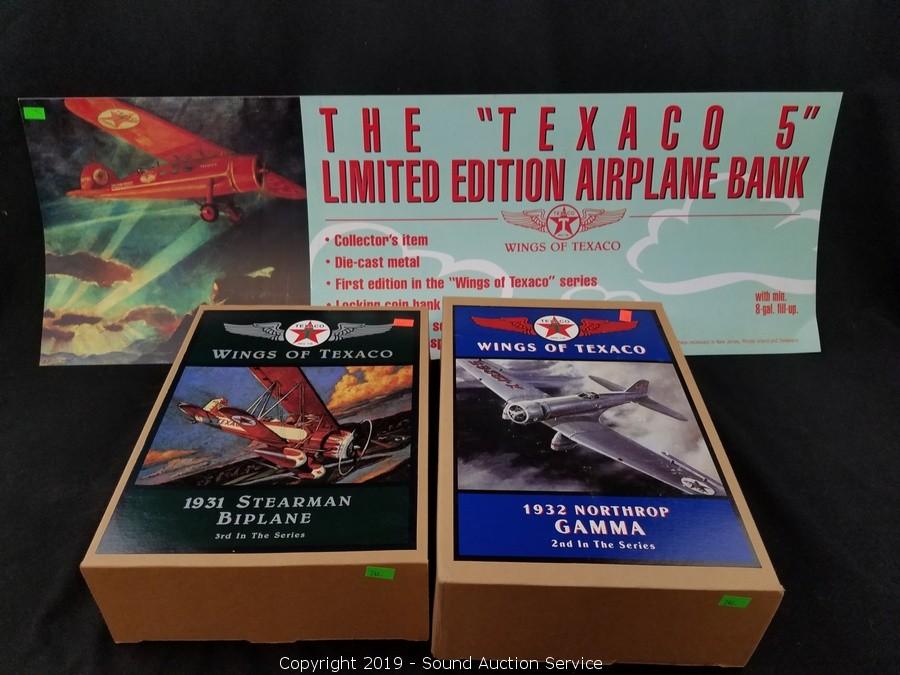 THE "TEXACO 5"
LIMITED EDITION AIRPLANE BANK
TEXACO
T
WINGS OF TEXACO
• Collector's item
• Die-cast metal
• First edition in the "Wings of Texaco" series
• Locking coin bank
with min.
8-gal. fill-up.
TEXACO
WINGS OF TEXACO
1931 STEARMAN
BIPLANE
3rd In The Series
TEXACO
WINGS OF TEXACO
1932 NORTHROP
GAMMA
2nd In The Series
Copyright 2019 - Sound Auction Service